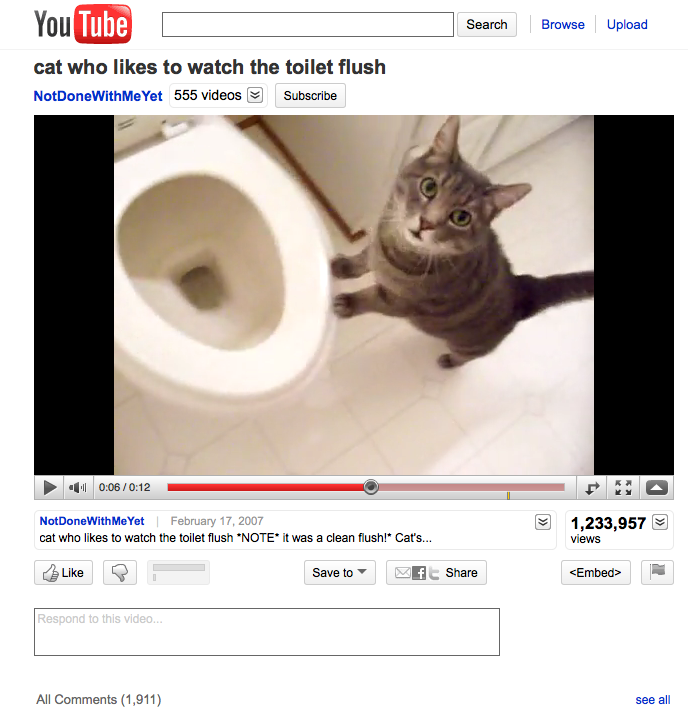 YouTube Search Browse Upload
cat who likes to watch the toilet flush
NotDoneWithMeYet 555 videos Subscribe
0:06 / 0:12
NotDoneWithMeYet February 17, 2007
cat who likes to watch the toilet flush *NOTE* it was a clean flush!* Cat's...
1,233,957
views
Like Save to Share <Embed>
Respond to this video...
All Comments (1,911) see all